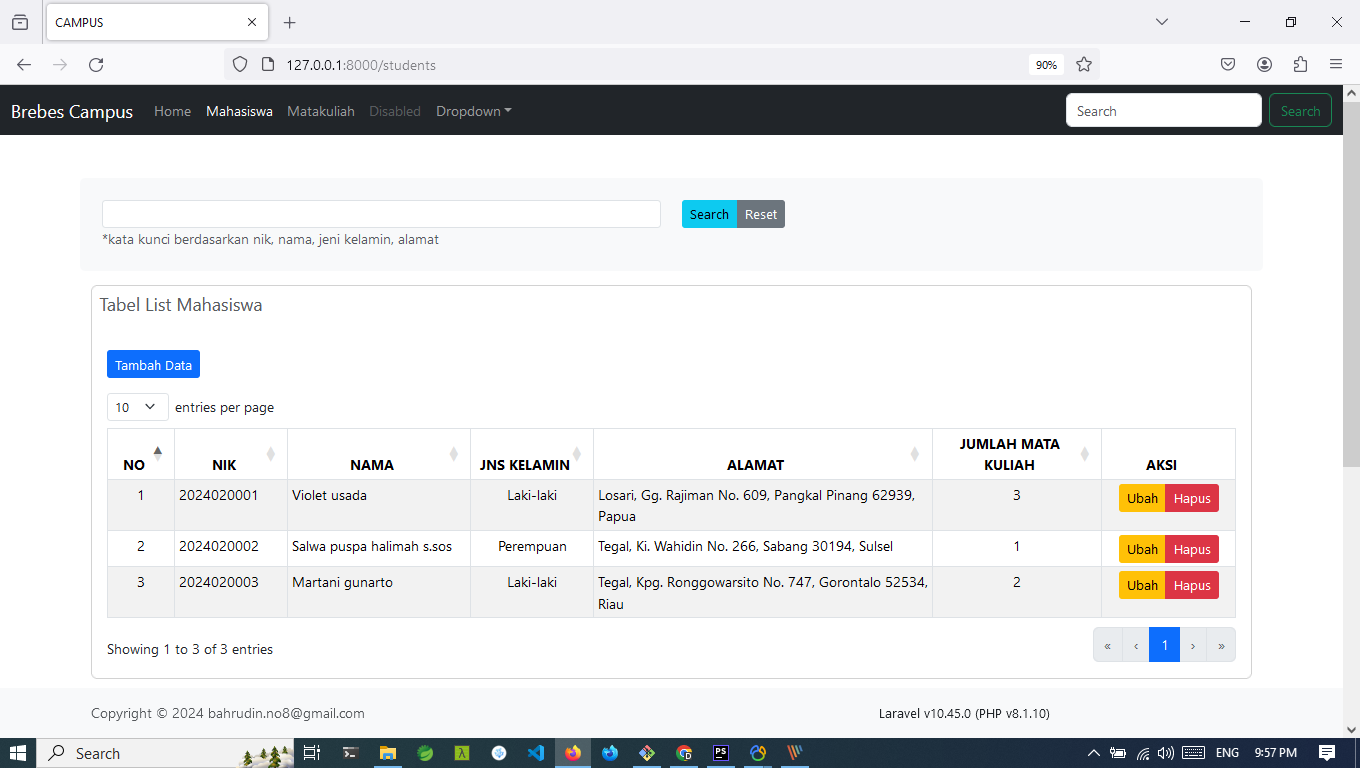 CAMPUS
127.0.0.1:8000/students
90%
Brebes Campus Home Mahasiswa Matakuliah Disabled Dropdown Search Search
Search Reset
*kata kunci berdasarkan nik, nama, jeni kelamin, alamat
Tabel List Mahasiswa
Tambah Data
10 entries per page
NO NIK NAMA JNS KELAMIN ALAMAT JUMLAH MATA KULIAH AKSI
1 2024020001 Violet usada Laki-laki Losari, Gg. Rajiman No. 609, Pangkal Pinang 62939, 3 Ubah Hapus
Papua
2 2024020002 Salwa puspa halimah s.sos Perempuan Tegal, Ki. Wahidin No. 266, Sabang 30194, Sulsel 1 Ubah Hapus
3 2024020003 Martani gunarto Laki-laki Tegal, Kpg. Ronggowarsito No. 747, Gorontalo 52534, 2 Ubah Hapus
Riau
Showing 1 to 3 of 3 entries
« ‹ 1 › »
Copyright © 2024 bahrudin.no8@gmail.com Laravel v10.45.0 (PHP v8.1.10)
Search PS ENG 9:57 PM